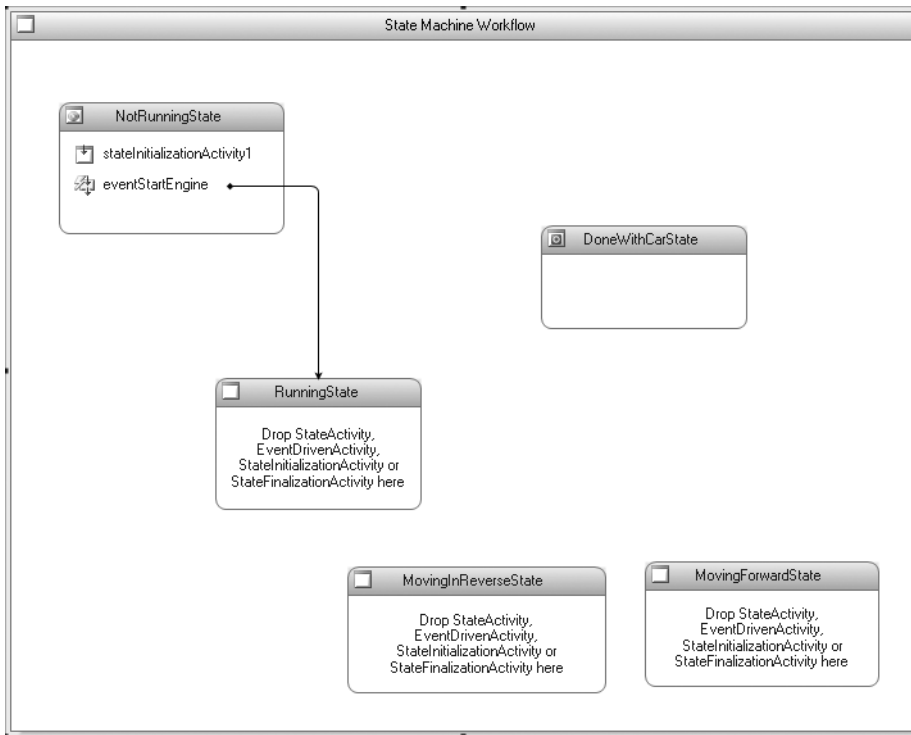 State Machine Workflow
NotRunningState
stateInitializationActivity1
eventStartEngine
DoneWithCarState
RunningState
Drop StateActivity,
EventDrivenActivity,
StateInitializationActivity or
StateFinalizationActivity here
MovingInReverseState
Drop StateActivity,
EventDrivenActivity,
StateInitializationActivity or
StateFinalizationActivity here
MovingForwardState
Drop StateActivity,
EventDrivenActivity,
StateInitializationActivity or
StateFinalizationActivity here